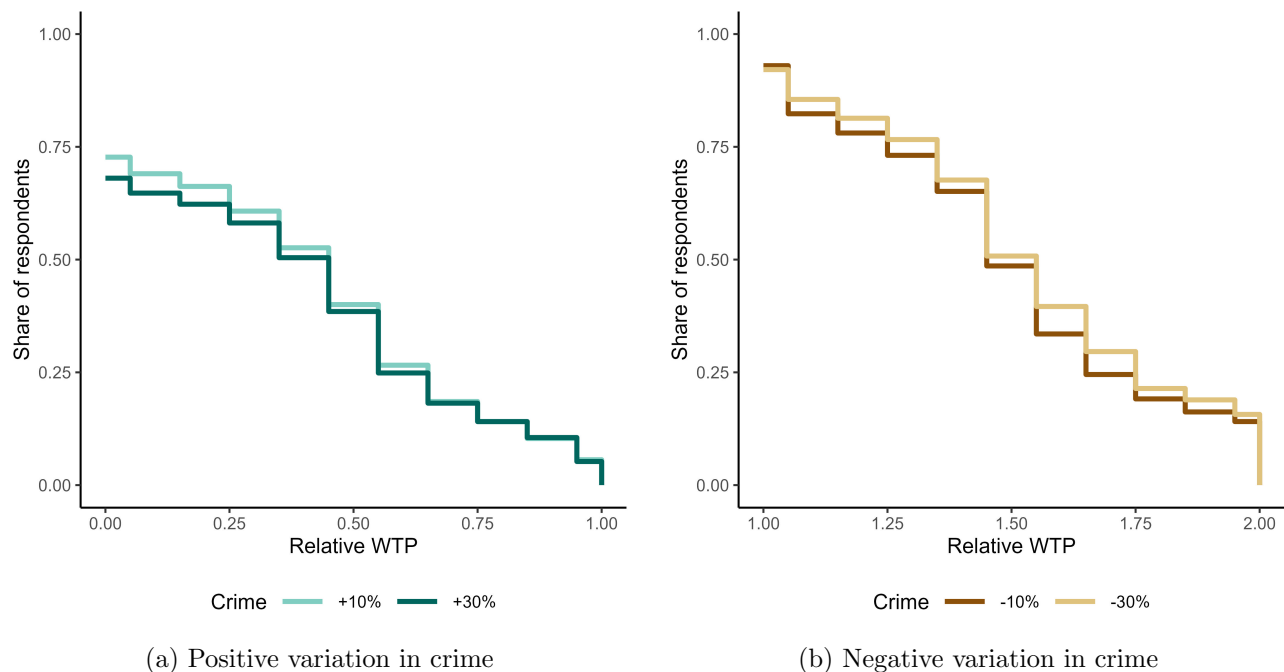 1.00
0.75
0.50
0.25
0.00
Share of respondents
0.00 0.25 0.50 0.75 1.00
Relative WTP
Crime +10% +30%
(a) Positive variation in crime
1.00
0.75
0.50
0.25
0.00
Share of respondents
1.00 1.25 1.50 1.75 2.00
Relative WTP
Crime -10% -30%
(b) Negative variation in crime